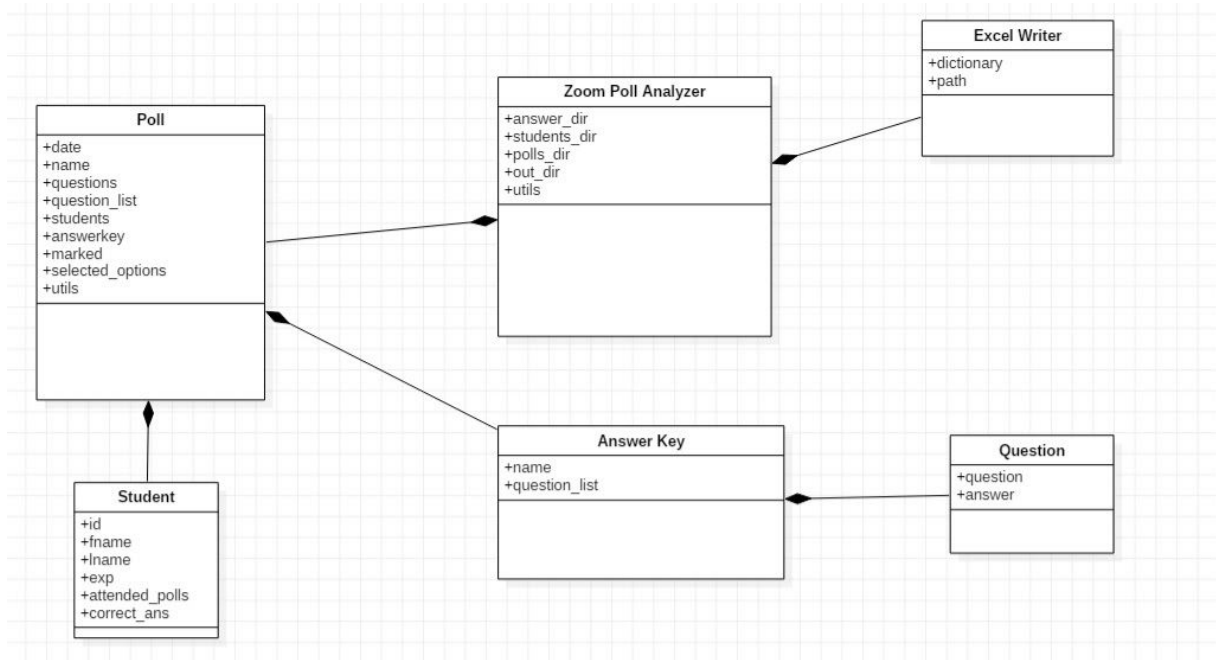 Poll
+date
+name
+questions
+question_list
+students
+answerkey
+marked
+selected_options
+utils
Zoom Poll Analyzer
+answer_dir
+students_dir
+polls_dir
+out_dir
+utils
Excel Writer
+dictionary
+path
Student
+id
+fname
+lname
+exp
+attended_polls
+correct_ans
Answer Key
+name
+question_list
Question
+question
+answer